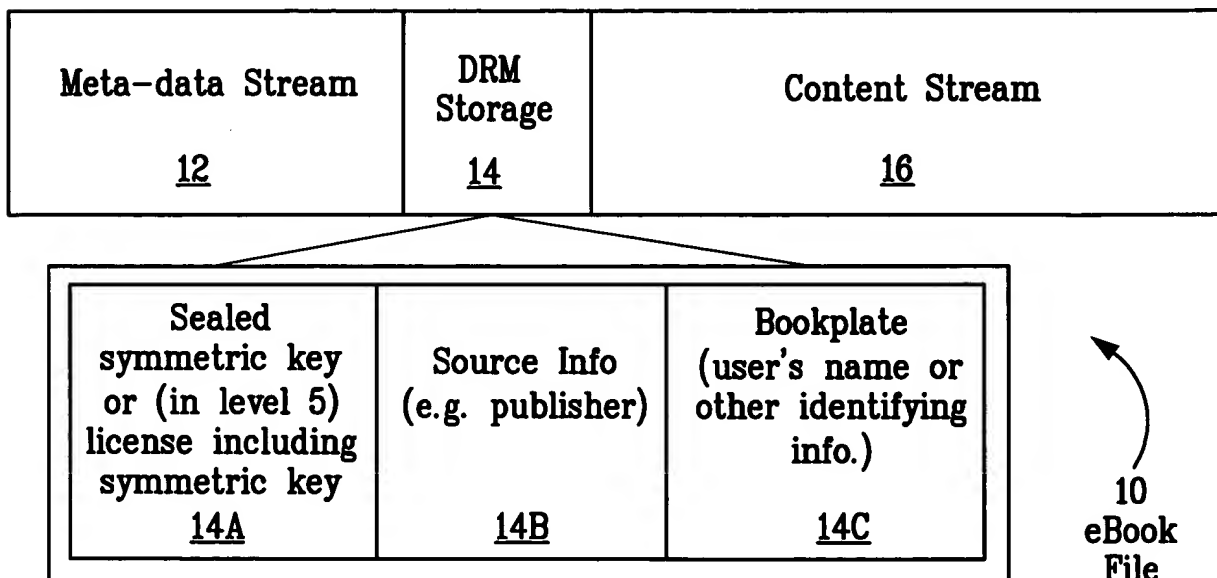 Meta-data Stream
12
DRM
Storage
14
Content Stream
16
Sealed
symmetric key
or (in level 5)
license including
symmetric key
14A
Source Info
(e.g. publisher)
14B
Bookplate
(user's name or
other identifying
info.)
14C
10
eBook
File